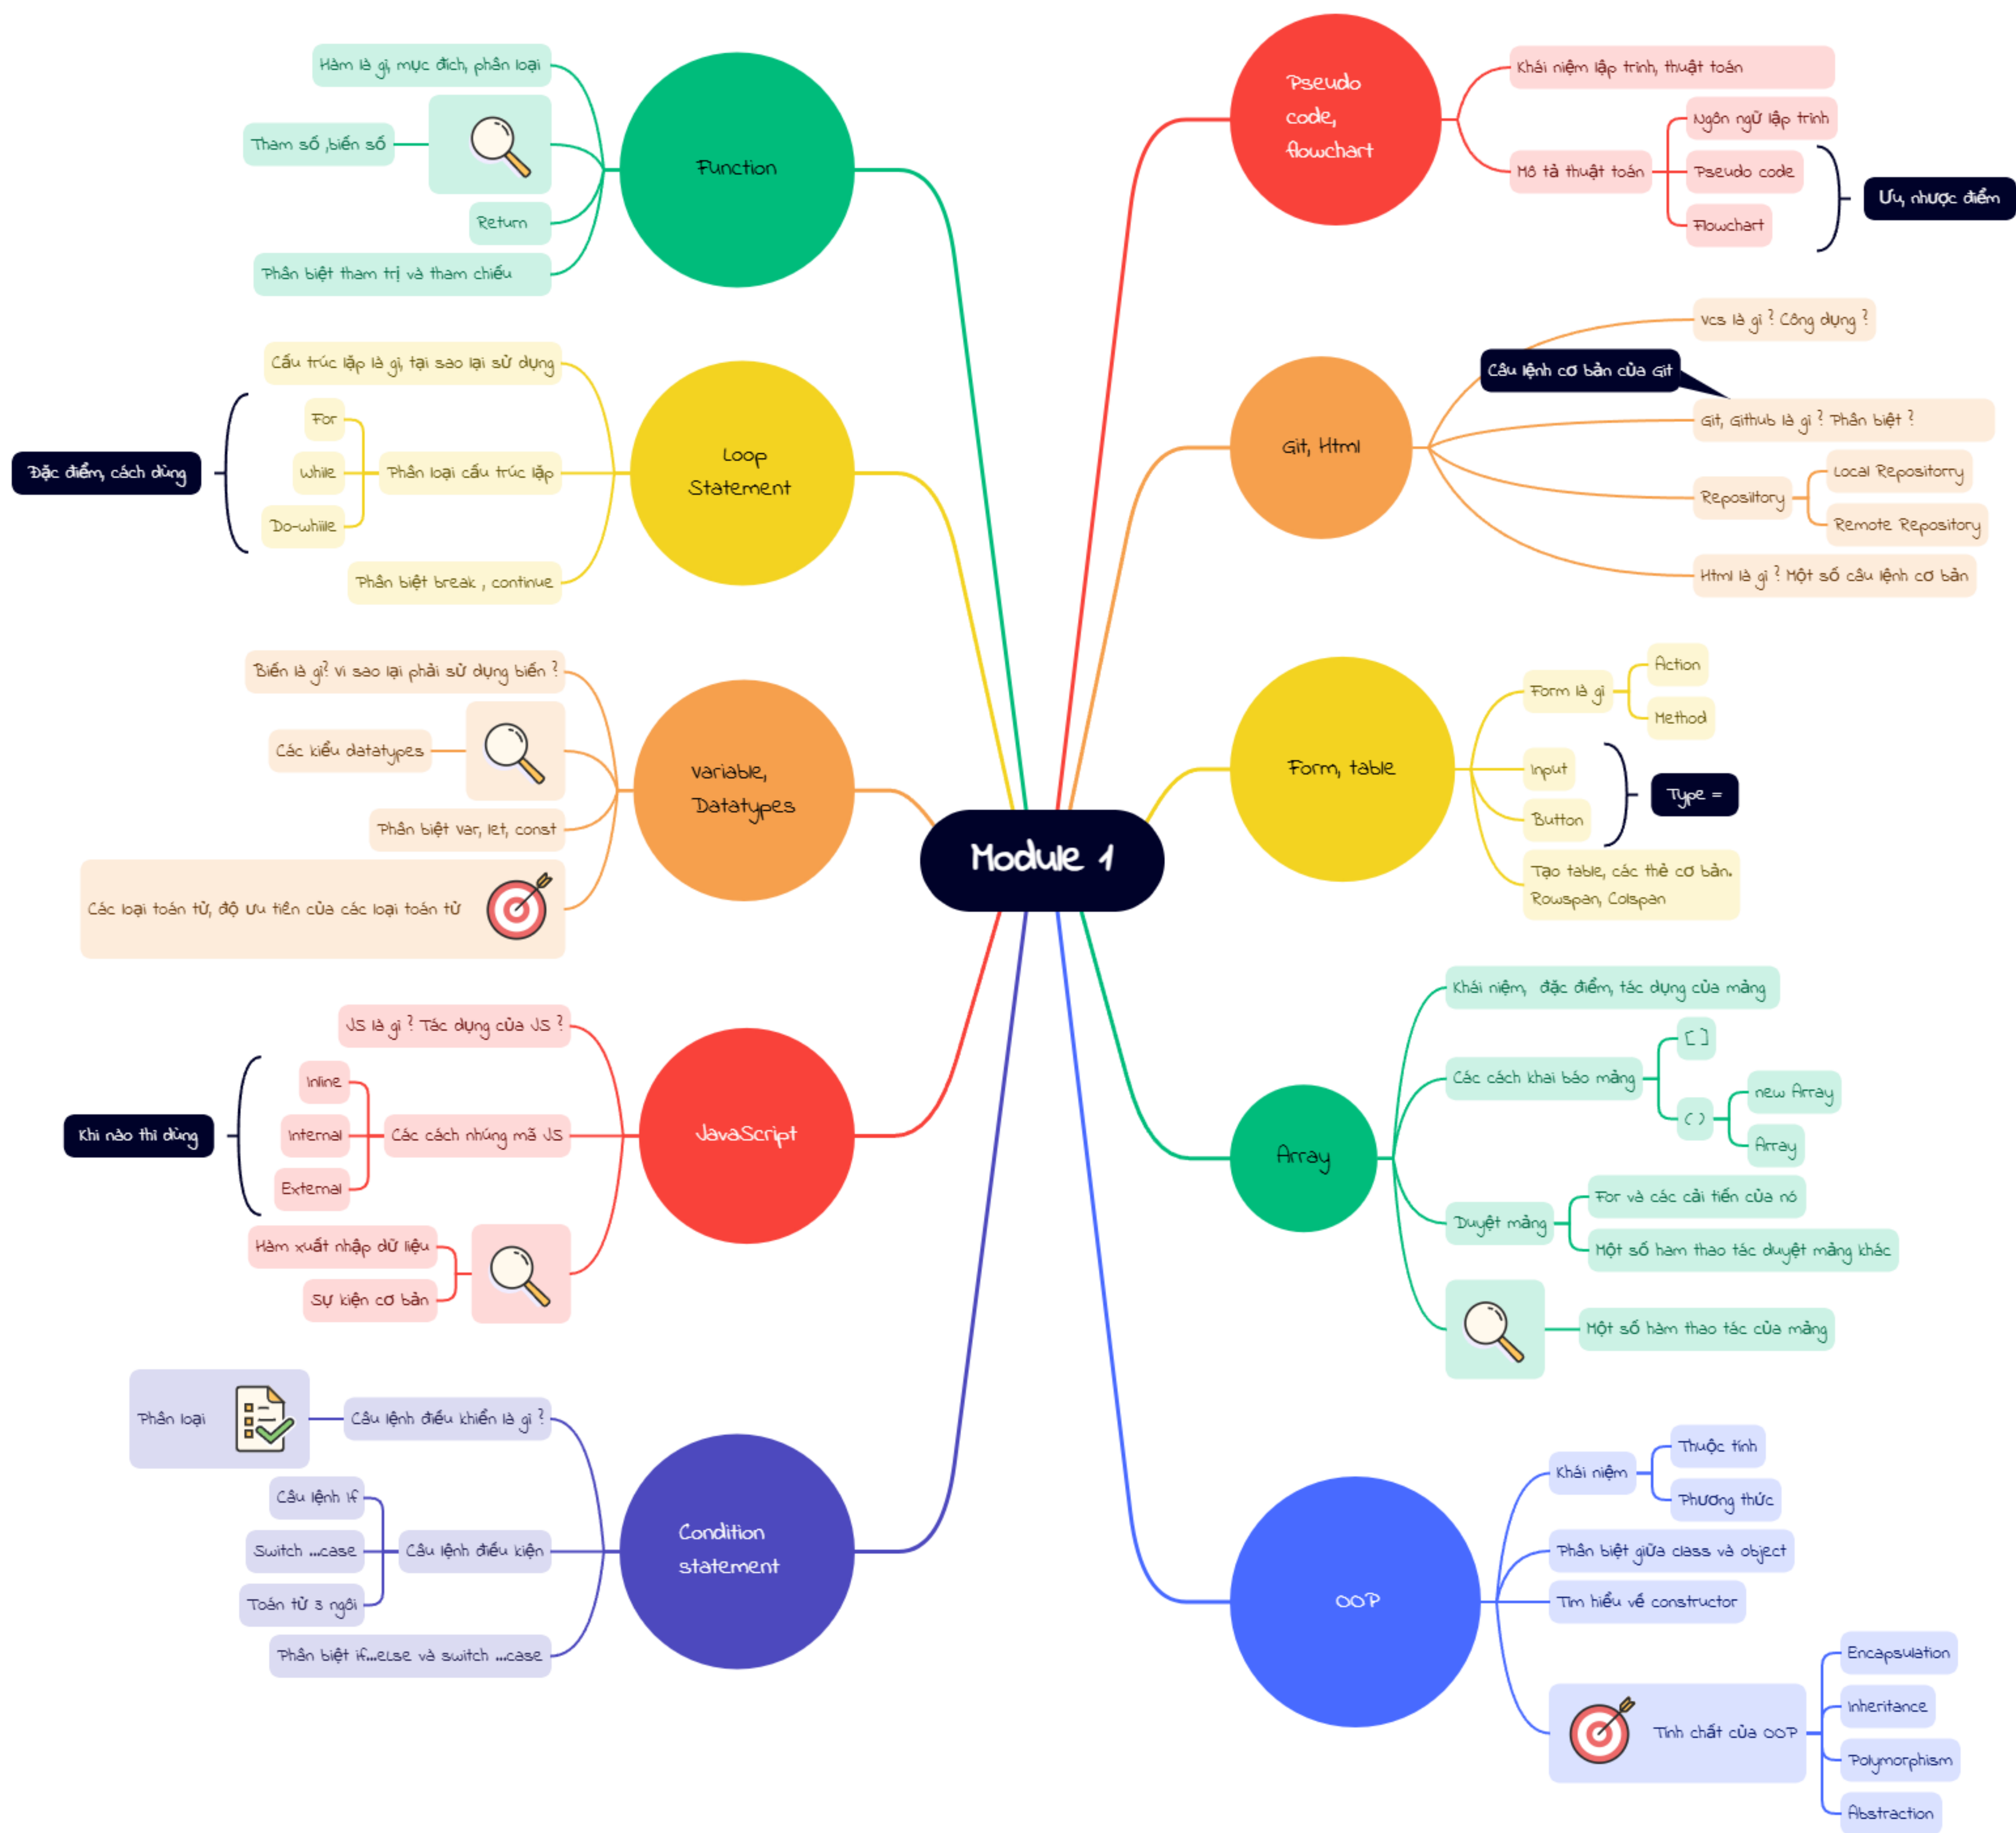 Module 1
Pseudo
code,
flowchart
Khái niệm lập trình, thuật toán
Mô tả thuật toán
Ngôn ngữ lập trình
Pseudo code
Flowchart
Ưu, nhược điểm
Git, Html
Vcs là gì ? Công dụng ?
Câu lệnh cơ bản của Git
Git, Github là gì ? Phân biệt ?
Reposiltory
Local Repositorry
Remote Repository
Html là gì ? Một số câu lệnh cơ bản
Form, table
Form là gì
Action
Method
Input
Button
Type =
Tạo table, các thẻ cơ bản.
Rowspan, Colspan
Array
Khái niệm, đặc điểm, tác dụng của mảng
Các cách khai báo mảng
[ ]
( )
new Array
Array
Duyệt mảng
For và các cải tiến của nó
Một số ham thao tác duyệt mảng khác
Một số hàm thao tác của mảng
OOP
Khái niệm
Thuộc tính
Phương thức
Phân biệt giữa class và object
Tìm hiểu về constructor
Tính chất của OOP
Encapsulation
Inheritance
Polymorphism
Abstraction
Function
Hàm là gì, mục đích, phân loại
Tham số ,biến số
Return
Phân biệt tham trị và tham chiếu
Loop
Statement
Cấu trúc lặp là gì, tại sao lại sử dụng
Phân loại cấu trúc lặp
For
While
Do-whiile
Đặc điểm, cách dùng
Phân biệt break , continue
Variable,
Datatypes
Biến là gì? Vì sao lại phải sử dụng biến ?
Các kiểu datatypes
Phân biệt var, let, const
Các loại toán tử, độ ưu tiên của các loại toán tử
JavaScript
JS là gì ? Tác dụng của JS ?
Các cách nhúng mã JS
Inline
Internal
External
Khi nào thì dùng
Hàm xuất nhập dữ liệu
Sự kiện cơ bản
Condition
statement
Câu lệnh điều khiển là gì ?
Phân loại
Câu lệnh điều kiện
Câu lệnh If
Switch ...case
Toán tử 3 ngôi
Phân biệt if...else và switch ...case